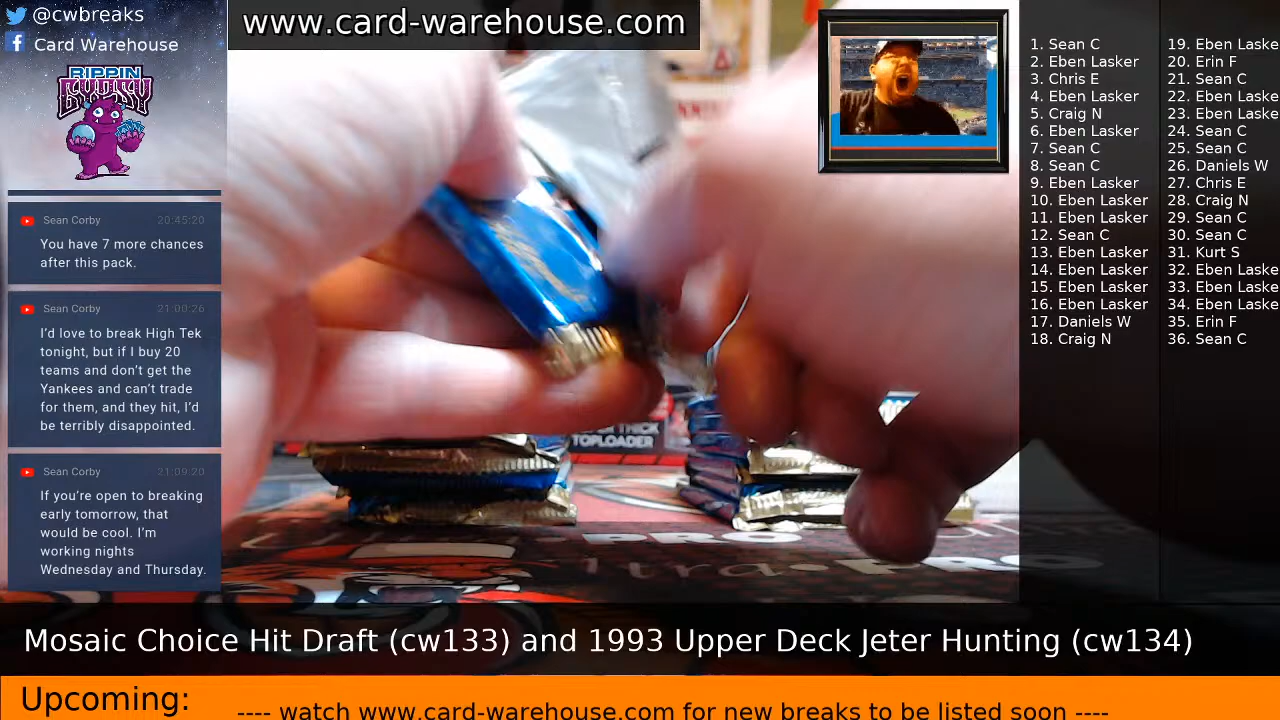 @cwbreaks
Card Warehouse
RIPPIN
GYPSY
Sean Corby 20:45:20
You have 7 more chances
after this pack.
Sean Corby 21:00:26
I'd love to break High Tek
tonight, but if I buy 20
teams and don't get the
Yankees and can't trade
for them, and they hit, I'd
be terribly disappointed.
Sean Corby 21:09:20
If you're open to breaking
early tomorrow, that
would be cool. I'm
working nights
Wednesday and Thursday.
www.card-warehouse.com
THICK
TOPLOADER
PRO
PRO
1. Sean C
2. Eben Lasker
3. Chris E
4. Eben Lasker
5. Craig N
6. Eben Lasker
7. Sean C
8. Sean C
9. Eben Lasker
10. Eben Lasker
11. Eben Lasker
12. Sean C
13. Eben Lasker
14. Eben Lasker
15. Eben Lasker
16. Eben Lasker
17. Daniels W
18. Craig N
19. Eben Laske
20. Erin F
21. Sean C
22. Eben Laske
23. Eben Laske
24. Sean C
25. Sean C
26. Daniels W
27. Chris E
28. Craig N
29. Sean C
30. Sean C
31. Kurt S
32. Eben Laske
33. Eben Laske
34. Eben Laske
35. Erin F
36. Sean C
Mosaic Choice Hit Draft (cw133) and 1993 Upper Deck Jeter Hunting (cw134)
Upcoming:
---- watch www.card-warehouse.com for new breaks to be listed soon ----